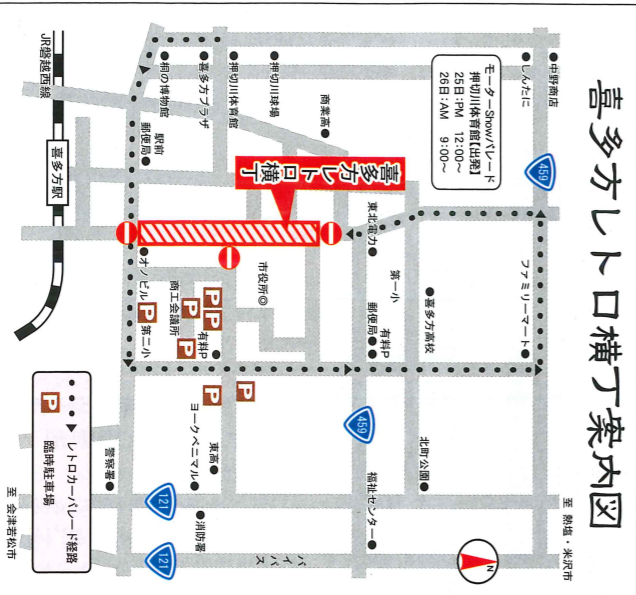 喜多方レトロ横丁案内図
至 熱塩・米沢市
N
459
中野商店
しんたに
モーターShowパレード
押切川体育館【出発】
25日:PM 12:00～
26日:AM 9:00～
ファミリーマート
北町公園
喜多方高校
第一小
福祉センター
459
東北電力
郵便局
有料P
商業高
押切川球場
押切川体育館
喜多方レトロ
横丁
市役所◎
バイパス
喜多方プラザ
桐の博物館
駅前
郵便局
有料P
P
P
P
P
P
P
P
商工会議所
オノビル
第二小
東高
ヨークベニマル
消防署
121
121
警察署
喜多方駅
JR磐越西線
レトロカーパレード経路
P 臨時駐車場
至 会津若松市